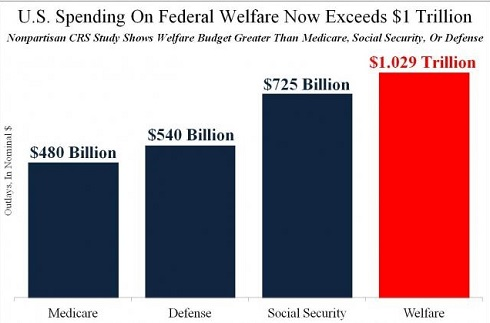 U.S. Spending On Federal Welfare Now Exceeds $1 Trillion
Nonpartisan CRS Study Shows Welfare Budget Greater Than Medicare, Social Security, Or Defense
$1.029 Trillion
$725 Billion
$540 Billion
$480 Billion
Outlays, In Nominal $
Medicare Defense Social Security Welfare